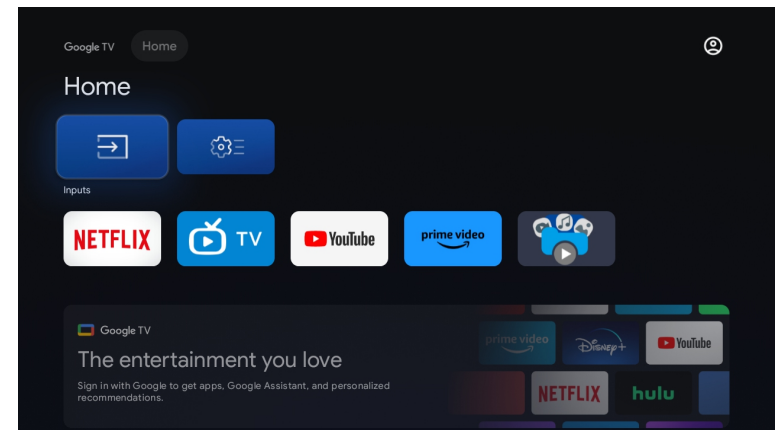 Google TV Home
Home
Inputs
NETFLIX TV YouTube prime video
Google TV
The entertainment you love
Sign in with Google to get apps, Google Assistant, and personalized
recommendations.
prime video Disney+ YouTube
NETFLIX hulu